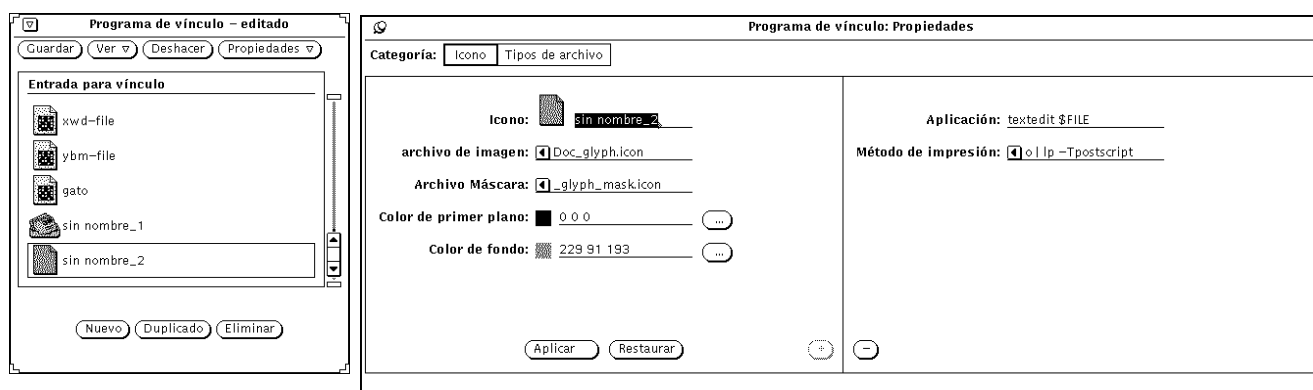 Programa de vínculo – editado
Guardar Ver Deshacer Propiedades
Entrada para vínculo
xwd–file
ybm–file
gato
sin nombre_1
sin nombre_2
Nuevo Duplicado Eliminar
Programa de vínculo: Propiedades
Categoría: Icono Tipos de archivo
Icono: sin nombre_2
archivo de imagen: Doc_glyph.icon
Archivo Máscara: _glyph_mask.icon
Color de primer plano: 0 0 0 ...
Color de fondo: 229 91 193 ...
Aplicar Restaurar +
Aplicación: textedit $FILE
Método de impresión: o | lp –Tpostscript
–